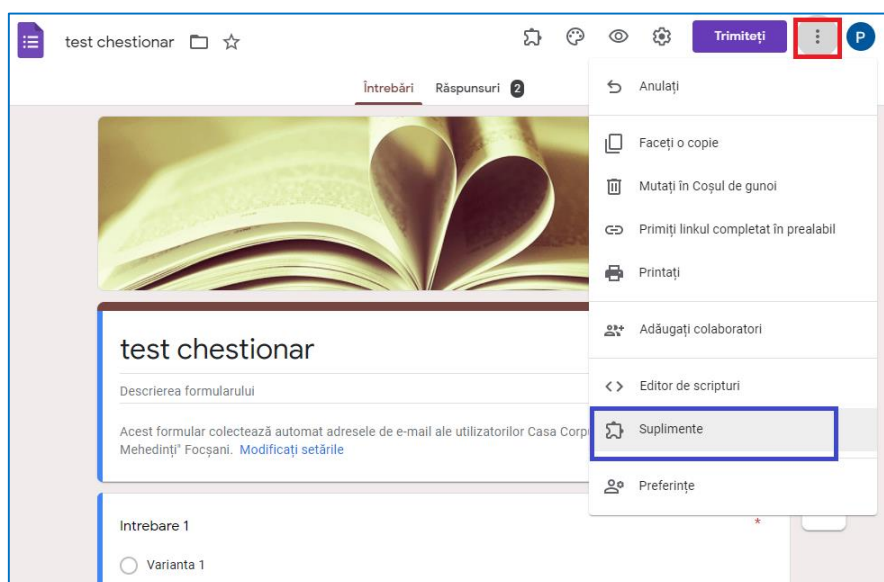 test chestionar
Trimiteți
P
Întrebări Răspunsuri 2
Anulați
Faceți o copie
Mutați în Coșul de gunoi
Primiți linkul completat în prealabil
Printați
Adăugați colaboratori
Editor de scripturi
Suplimente
Preferințe
test chestionar
Descrierea formularului
Acest formular colectează automat adresele de e-mail ale utilizatorilor Casa
Mehedinți" Focșani. Modificați setările
Intrebare 1 *
Varianta 1